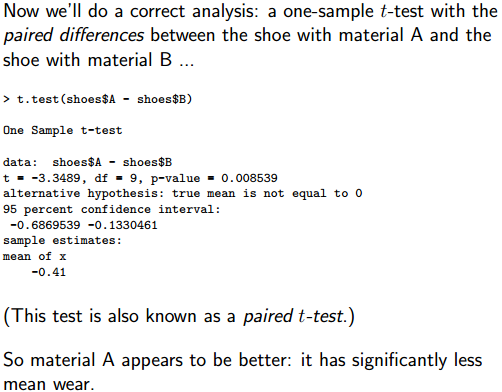 Now we'll do a correct analysis: a one-sample t-test with the
paired differences between the shoe with material A and the
shoe with material B ...
> t.test(shoes$A - shoes$B)
One Sample t-test
data: shoes$A - shoes$B
t = -3.3489, df = 9, p-value = 0.008539
alternative hypothesis: true mean is not equal to 0
95 percent confidence interval:
-0.6869539 -0.1330461
sample estimates:
mean of x
-0.41
(This test is also known as a paired t-test.)
So material A appears to be better: it has significantly less
mean wear.